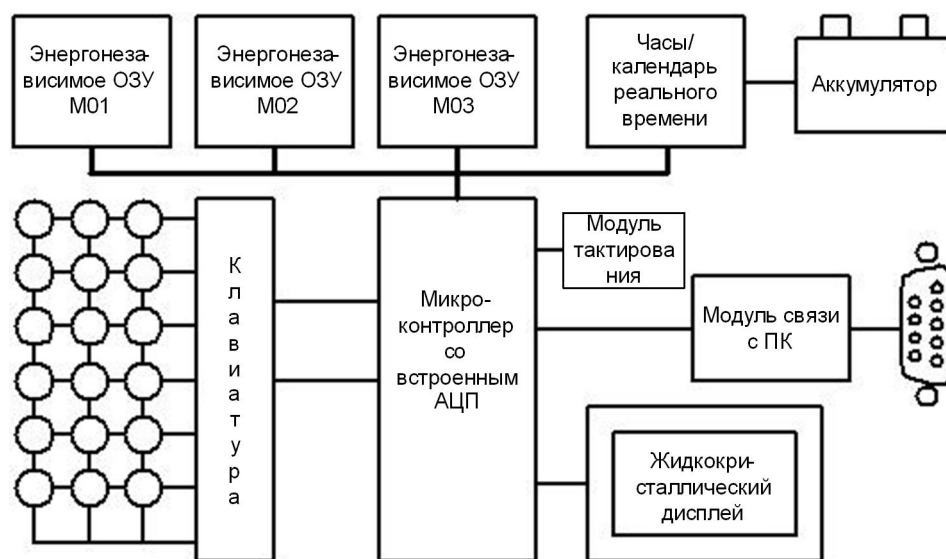 Энергонеза-
висимое ОЗУ
М01
Энергонеза-
висимое ОЗУ
М02
Энергонеза-
висимое ОЗУ
М03
Часы/
календарь
реального
времени
Аккумулятор
К
л
а
в
и
а
т
у
р
а
Микро-
контроллер
со
встроенным
АЦП
Модуль
тактирова
ния
Модуль связи
с ПК
Жидкокри-
сталлический
дисплей